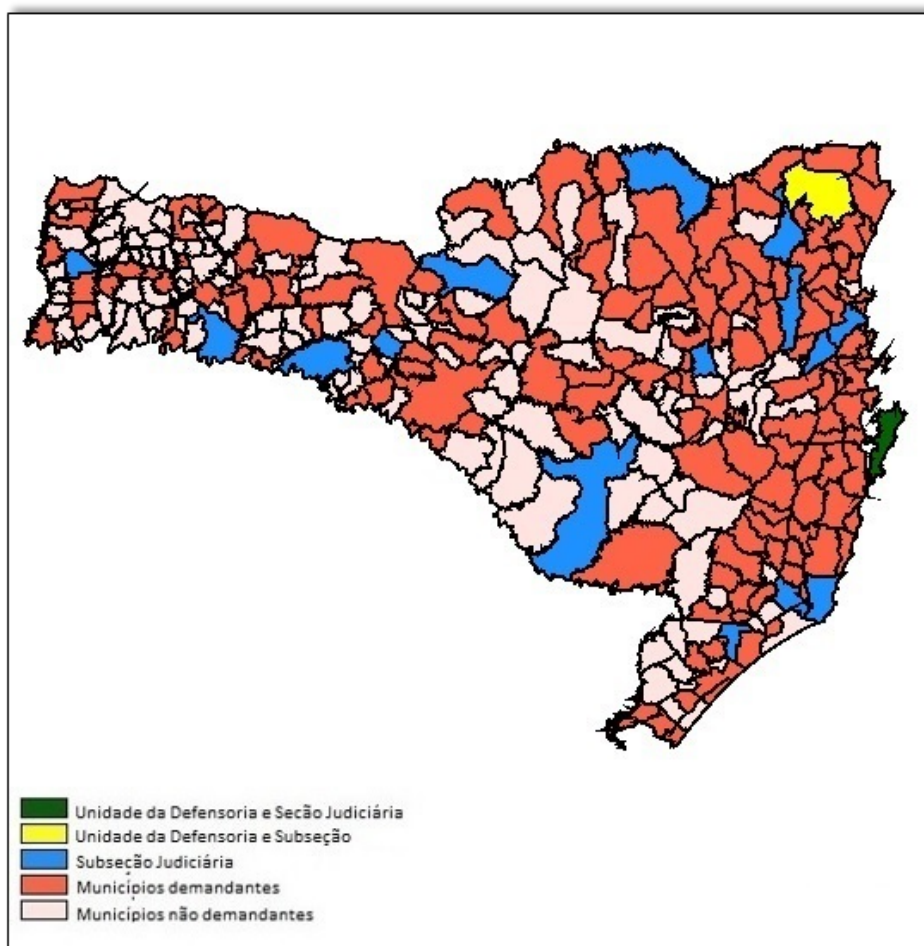 Unidade da Defensoria e Secão Judiciária
Unidade da Defensoria e Subseção
Subseção Judiciária
Municípios demandantes
Municípios não demandantes